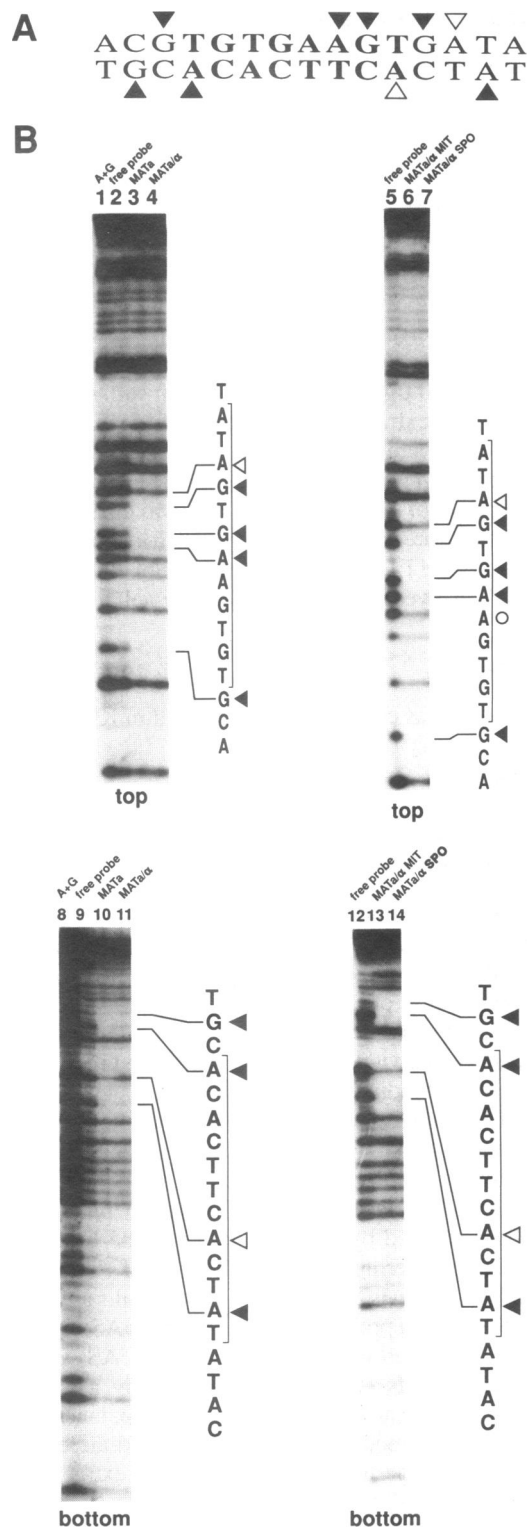 A
ACGTGTGAAGTGATA
TGCACACTTCACTAT
B
A+G
free probe
MATa
MATa/α
1 2 3 4
T
A
T
A
G
T
G
A
A
G
T
G
T
G
C
A
top
free probe
MATa/α MIT
MATa/α SPO
5 6 7
T
A
T
A
G
T
G
A
A
G
T
G
T
G
C
A
top
A+G
free probe
MATa
MATa/α
8 9 10 11
T
G
C
A
C
A
C
T
T
C
A
C
T
A
T
A
T
A
C
bottom
free probe
MATa/α MIT
MATa/α SPO
12 13 14
T
G
C
A
C
A
C
T
T
C
A
C
T
A
T
A
T
A
C
bottom